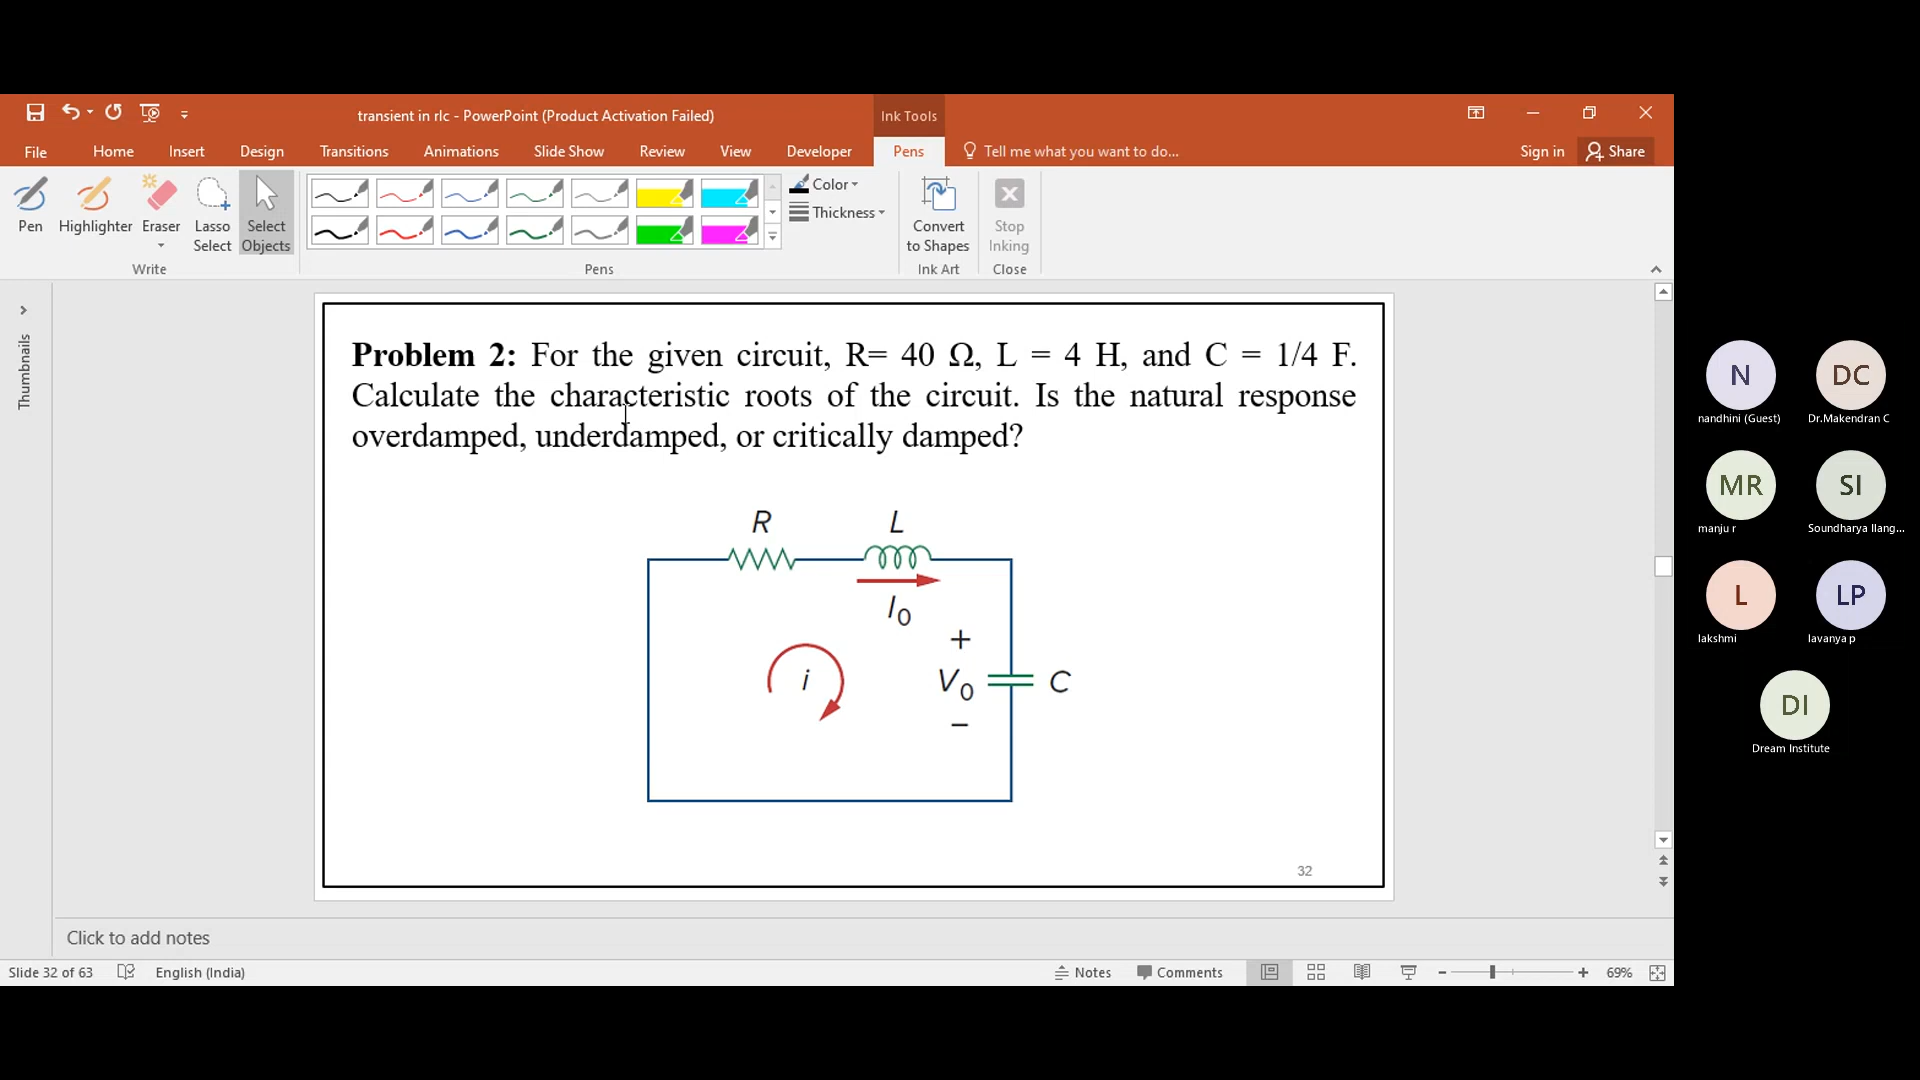 transient in rlc - PowerPoint (Product Activation Failed)
Ink Tools
File
Home
Insert
Design
Transitions
Animations
Slide Show
Review
View
Developer
Pens
Tell me what you want to do...
Sign in
Share
Pen
Highlighter
Eraser
Lasso
Select
Select
Objects
Write
Pens
Color
Thickness
Convert
to Shapes
Ink Art
Stop
Inking
Close
Thumbnails
Problem 2: For the given circuit, R= 40 Ω, L = 4 H, and C = 1/4 F.
Calculate the characteristic roots of the circuit. Is the natural response
overdamped, underdamped, or critically damped?
R
L
I0
i
+
V0
−
C
32
Click to add notes
Slide 32 of 63
English (India)
Notes
Comments
69%
N
nandhini (Guest)
DC
Dr.Makendran C
MR
manju r
SI
Soundharya Ilang...
L
lakshmi
LP
lavanya p
DI
Dream Institute